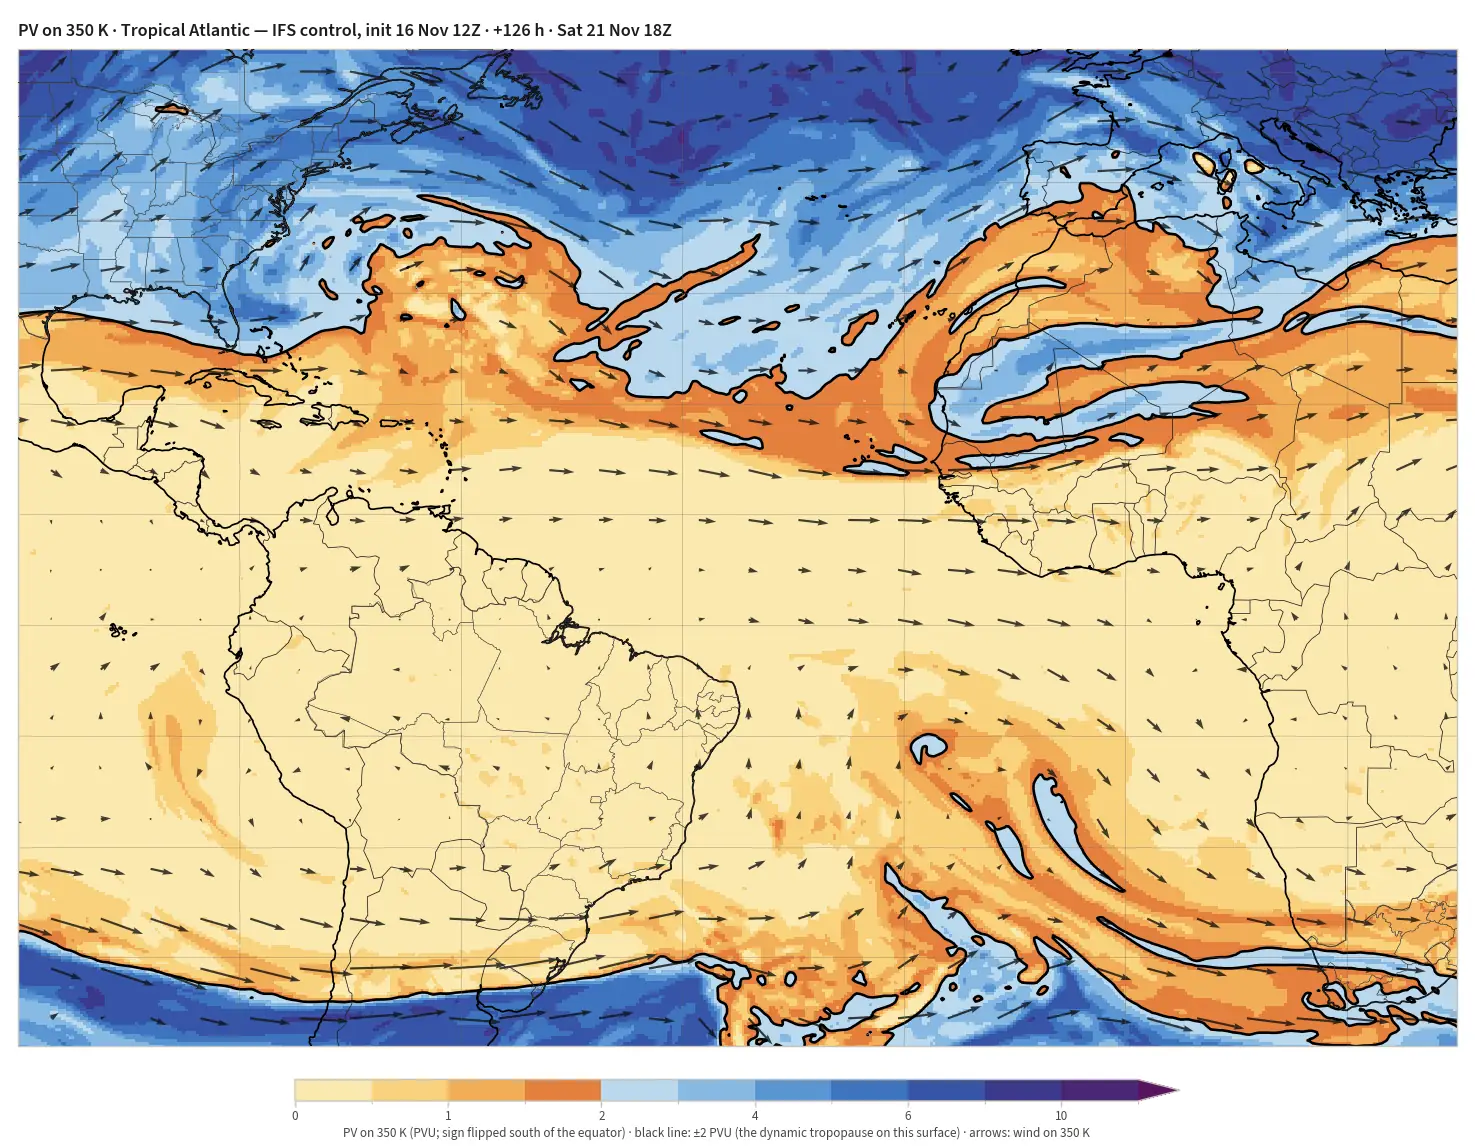 PV on 350 K · Tropical Atlantic — IFS control, init 16 Nov 12Z · +126 h · Sat 21 Nov 18Z
0 1 2 4 6 10
PV on 350 K (PVU; sign flipped south of the equator) · black line: ±2 PVU (the dynamic tropopause on this surface) · arrows: wind on 350 K